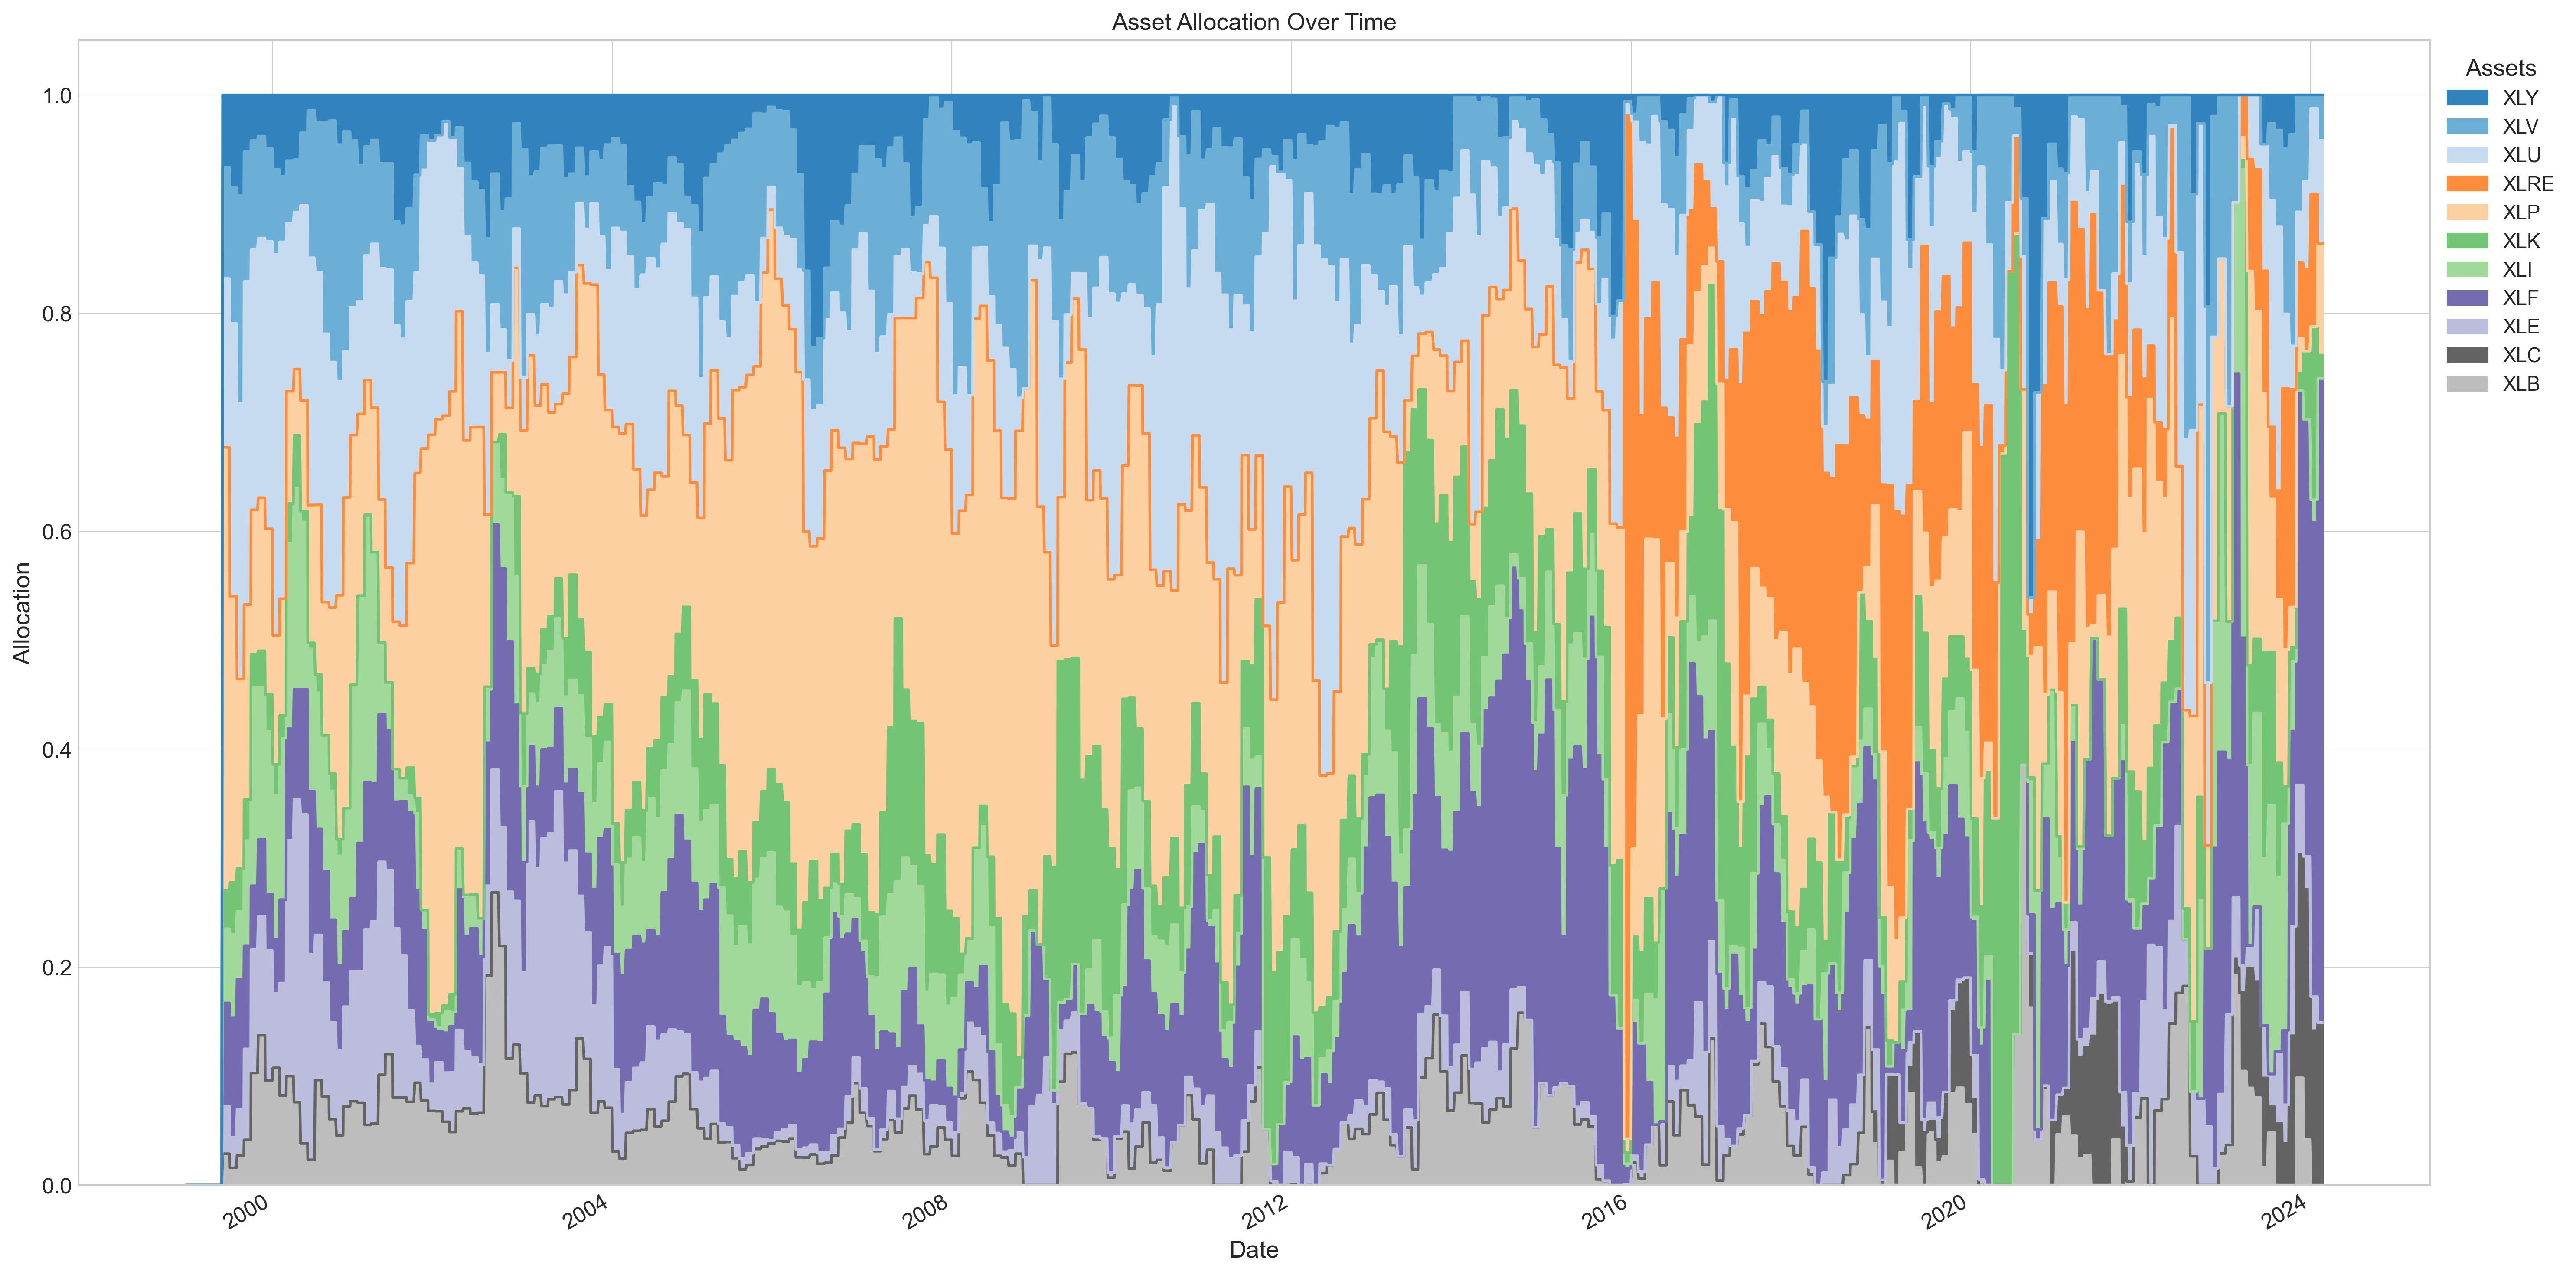 Asset Allocation Over Time
Assets
XLY
XLV
XLU
XLRE
XLP
XLK
XLI
XLF
XLE
XLC
XLB
Allocation
1.0
0.8
0.6
0.4
0.2
0.0
2000
2004
2008
2012
2016
2020
2024
Date